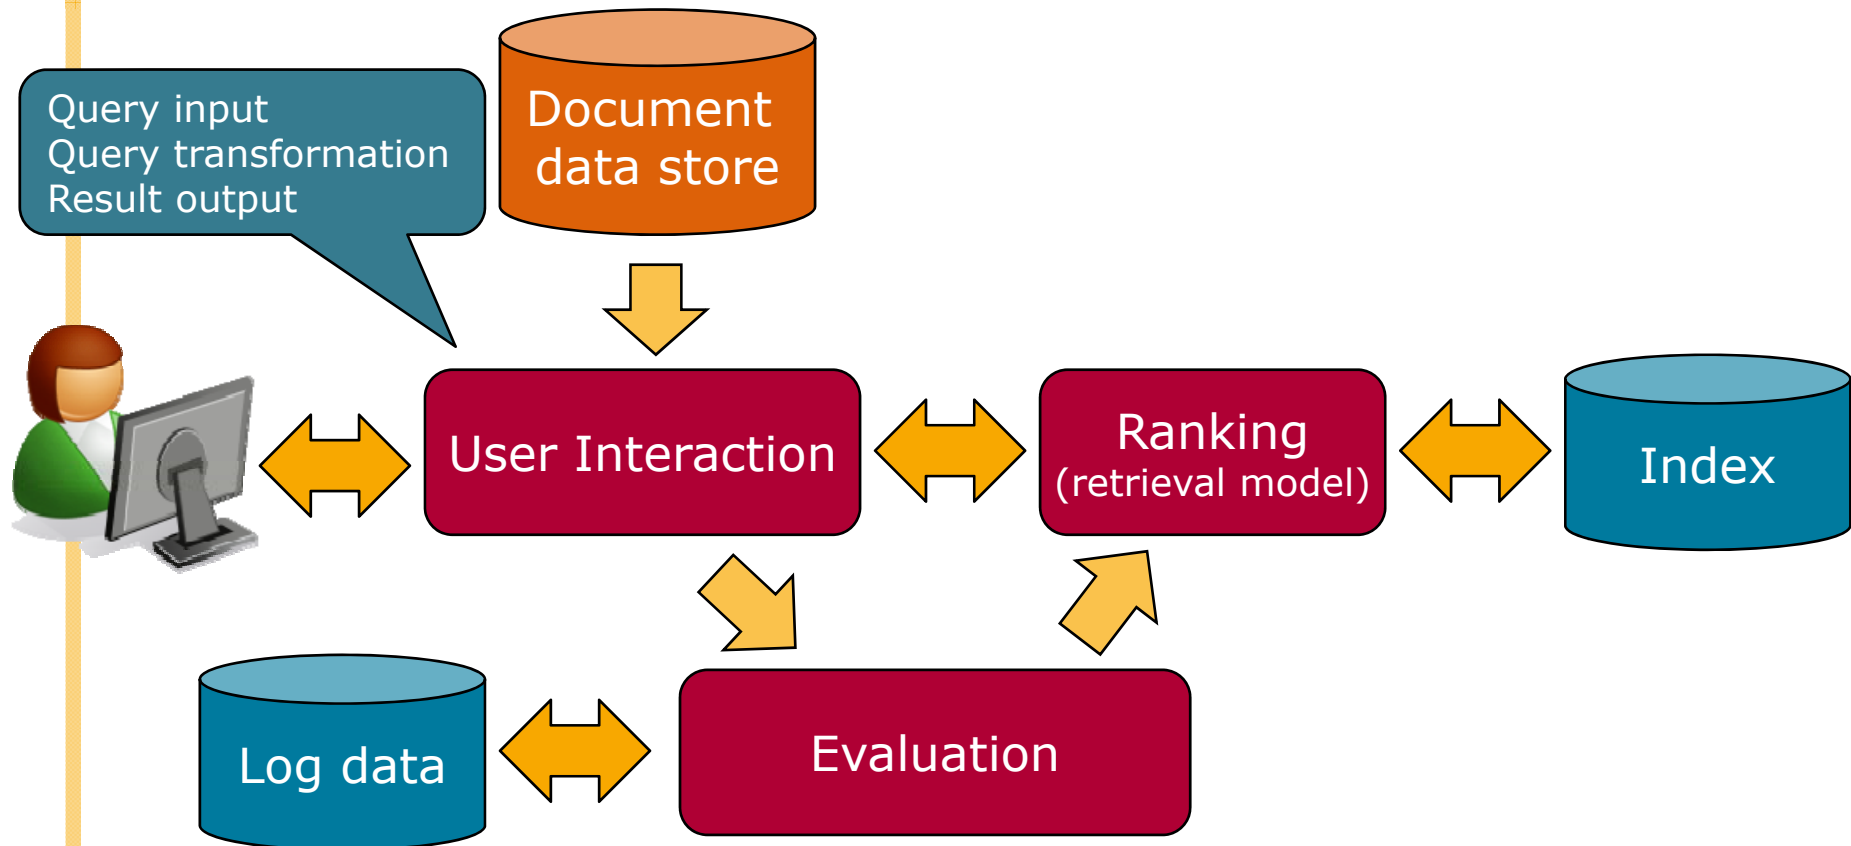 Query input
Query transformation
Result output
Document
data store
User Interaction
Ranking
(retrieval model)
Index
Log data
Evaluation